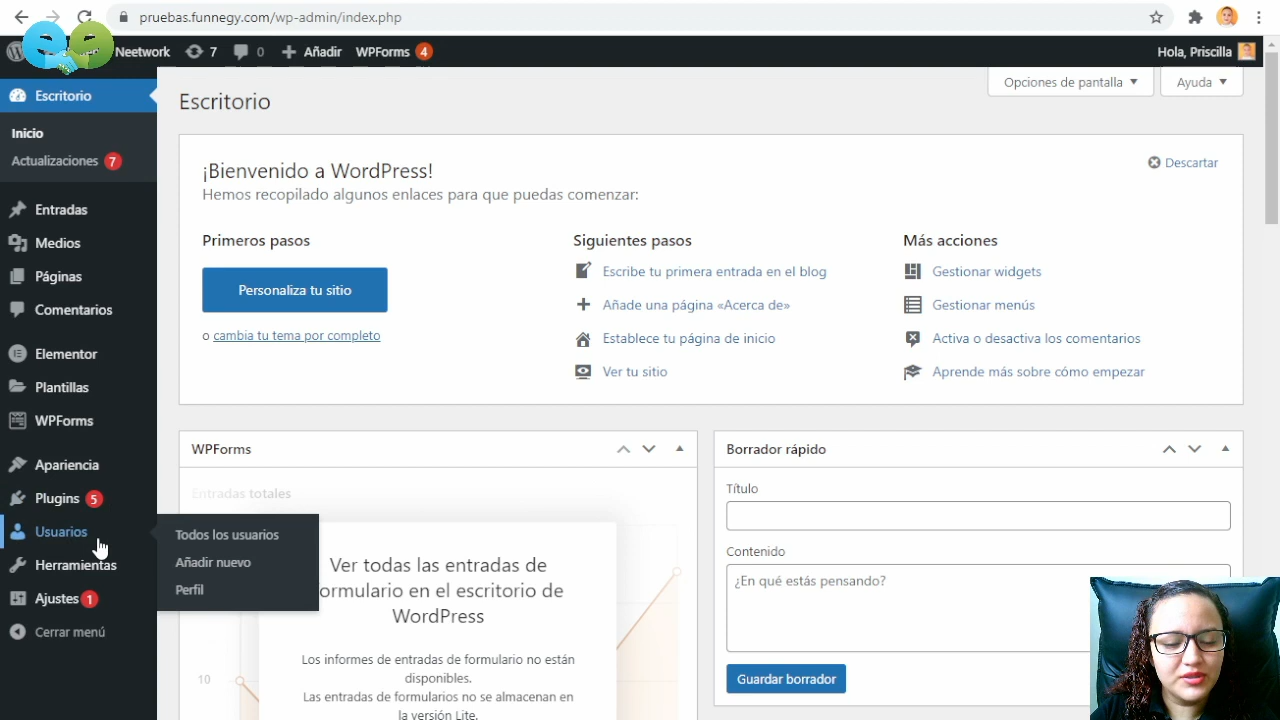 pruebas.funnegy.com/wp-admin/index.php
Neetwork
7
0
Añadir
WPForms 4
Hola, Priscilla
Escritorio
Inicio
Actualizaciones 7
Entradas
Medios
Páginas
Comentarios
Elementor
Plantillas
WPForms
Apariencia
Plugins 5
Usuarios
Herramientas
Ajustes 1
Cerrar menú
Todos los usuarios
Añadir nuevo
Perfil
Opciones de pantalla
Ayuda
Escritorio
¡Bienvenido a WordPress!
Descartar
Hemos recopilado algunos enlaces para que puedas comenzar:
Primeros pasos
Personaliza tu sitio
o cambia tu tema por completo
Siguientes pasos
Escribe tu primera entrada en el blog
Añade una página «Acerca de»
Establece tu página de inicio
Ver tu sitio
Más acciones
Gestionar widgets
Gestionar menús
Activa o desactiva los comentarios
Aprende más sobre cómo empezar
WPForms
Entradas totales
Ver todas las entradas de
formulario en el escritorio de
WordPress
Los informes de entradas de formulario no están
disponibles.
Las entradas de formularios no se almacenan en
la versión Lite.
10
Borrador rápido
Título
Contenido
¿En qué estás pensando?
Guardar borrador